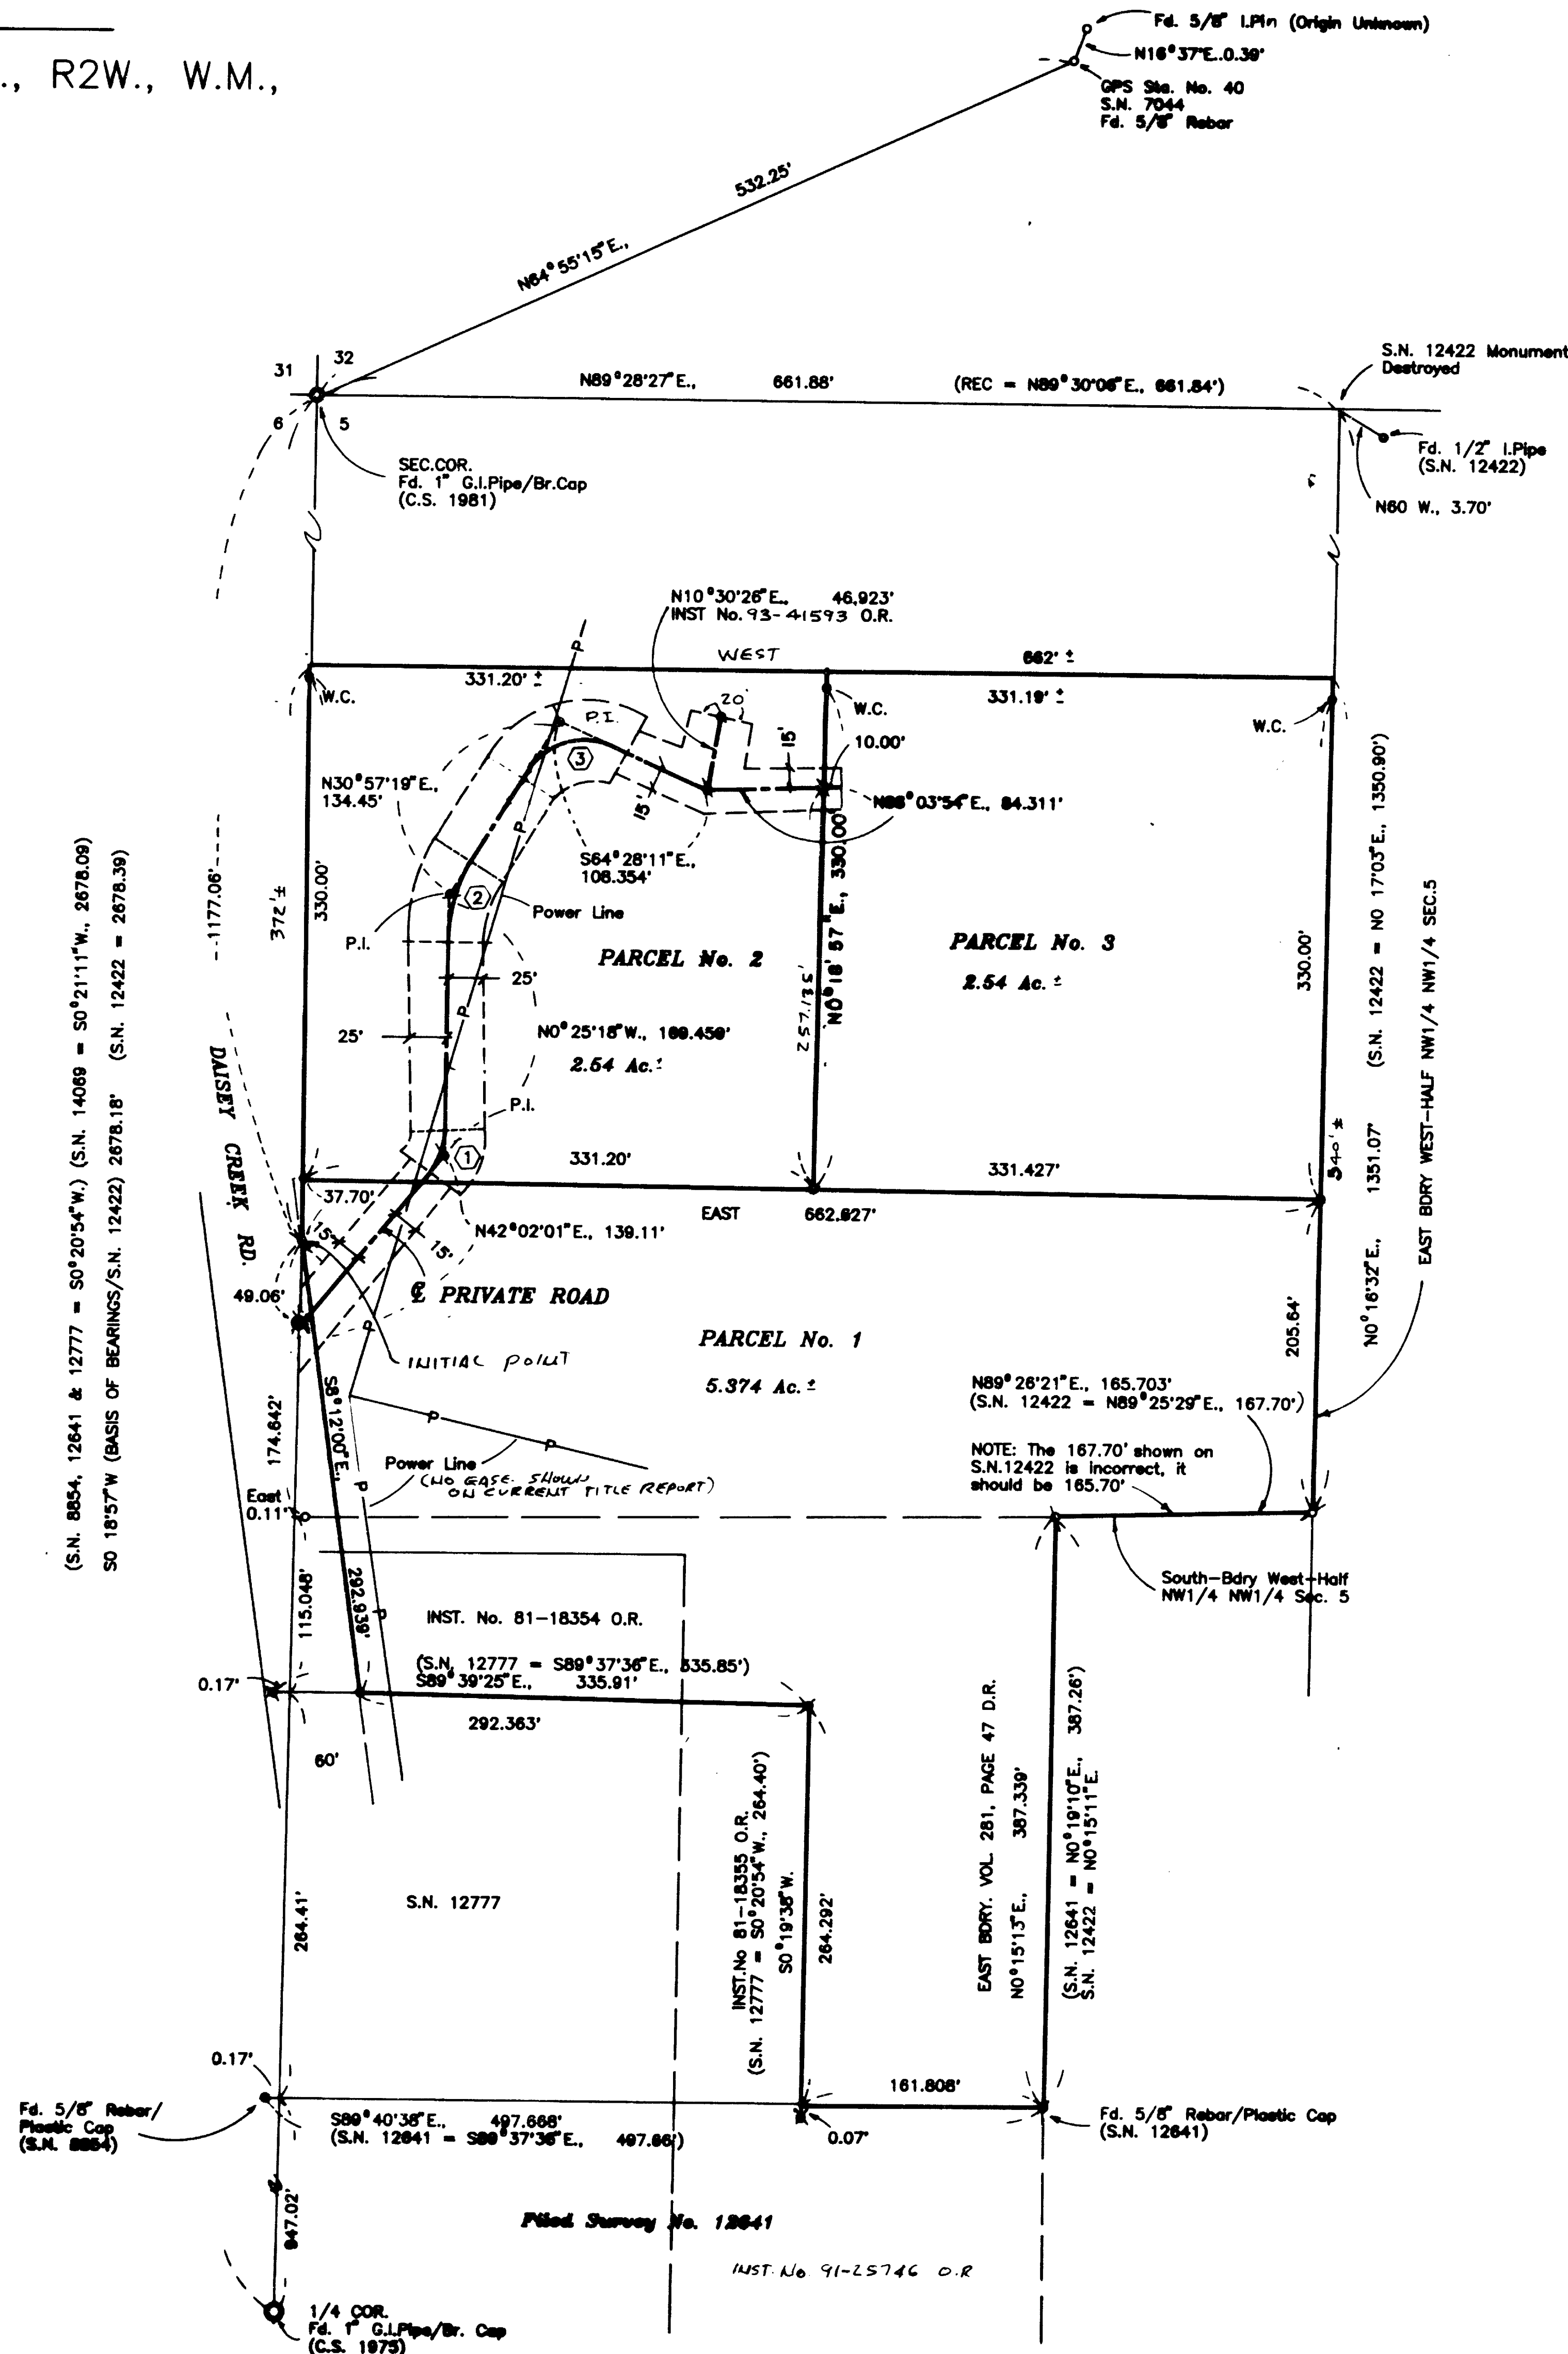 ., R2W., W.M.,
Fd. 5/8" I.Pin (Origin Unknown)
N16°37'E..0.39'
GPS Sta. No. 40
S.N. 7044
Fd. 5/8" Rebar
532.25'
N64°55'15"E.,
31
32
6
5
N89°28'27"E., 661.88' (REC = N89°30'06"E., 661.84')
S.N. 12422 Monument
Destroyed
Fd. 1/2" I.Pipe
(S.N. 12422)
N60 W., 3.70'
SEC.COR.
Fd. 1" G.I.Pipe/Br.Cap
(C.S. 1981)
N10°30'26"E., 46,923'
INST No. 93-41593 O.R.
WEST 662' ±
331.20' ±
331.19' ±
W.C.
W.C.
W.C.
P.I.
20'
15'
10.00'
3
N30°57'19"E.,
134.45'
15'
03'54"E., 84.311'
S64°28'11"E.,
108.354'
2
P.I.
Power Line
PARCEL No. 2
PARCEL No. 3
2.54 Ac. ±
25'
25'
N0°25'18"W., 169.459'
2.54 Ac. ±
P.I.
1
N0°18'57"E., 330.00'
257.135'
330.00'
372'±
--1177.06'-----
330.00'
540'±
331.20'
331.427'
37.70'
EAST 662.627'
N42°02'01"E., 139.11'
15'
15'
DAISEY CREEK RD.
49.06'
℄ PRIVATE ROAD
INITIAL POINT
PARCEL No. 1
5.374 Ac. ±
205.64'
N0°16'32"E., 1351.07' (S.N. 12422 = N0 17'03"E., 1350.90')
EAST BDRY WEST-HALF NW1/4 NW1/4 SEC.5
(S.N. 8854, 12641 & 12777 = S0°20'54"W.) (S.N. 14069 = S0°21'11"W., 2678.09)
S0 18'57"W (BASIS OF BEARINGS/S.N. 12422) 2678.18' (S.N. 12422 = 2678.39)
N89°26'21"E., 165.703'
(S.N. 12422 = N89°25'29"E., 167.70')
NOTE: The 167.70' shown on
S.N.12422 is incorrect, it
should be 165.70'
174.642'
S8°12'00"E.,
292.939'
Power Line
(NO EASE. SHOWN
ON CURRENT TITLE REPORT)
East
0.11'
South-Bdry West-Half
NW1/4 NW1/4 Sec. 5
115.048'
INST. No. 81-18354 O.R.
(S.N. 12777 = S89°37'36"E., 335.85')
S89°39'25"E., 335.91'
0.17'
292.363'
60'
264.41'
S.N. 12777
INST.No 81-18355 O.R.
(S.N. 12777 = S0°20'54"W., 264.40')
S0°19'38"W.
264.292'
EAST BDRY. VOL. 281, PAGE 47 D.R.
N0°15'13"E., 387.339'
(S.N. 12641 = N0°19'10"E., 387.26')
S.N. 12422 = N0°15'11"E.
0.17'
161.808'
Fd. 5/8" Rebar/
Plastic Cap
(S.N. 8854)
S89°40'38"E., 497.668'
(S.N. 12641 = S89°37'36"E., 497.66')
0.07'
Fd. 5/8" Rebar/Plastic Cap
(S.N. 12641)
947.02'
Filed Survey No. 12641
INST. No. 91-25746 O.R
1/4 COR.
Fd. 1" G.I.Pipe/Br. Cap
(C.S. 1975)
P
P
P
P
P
P
P
P